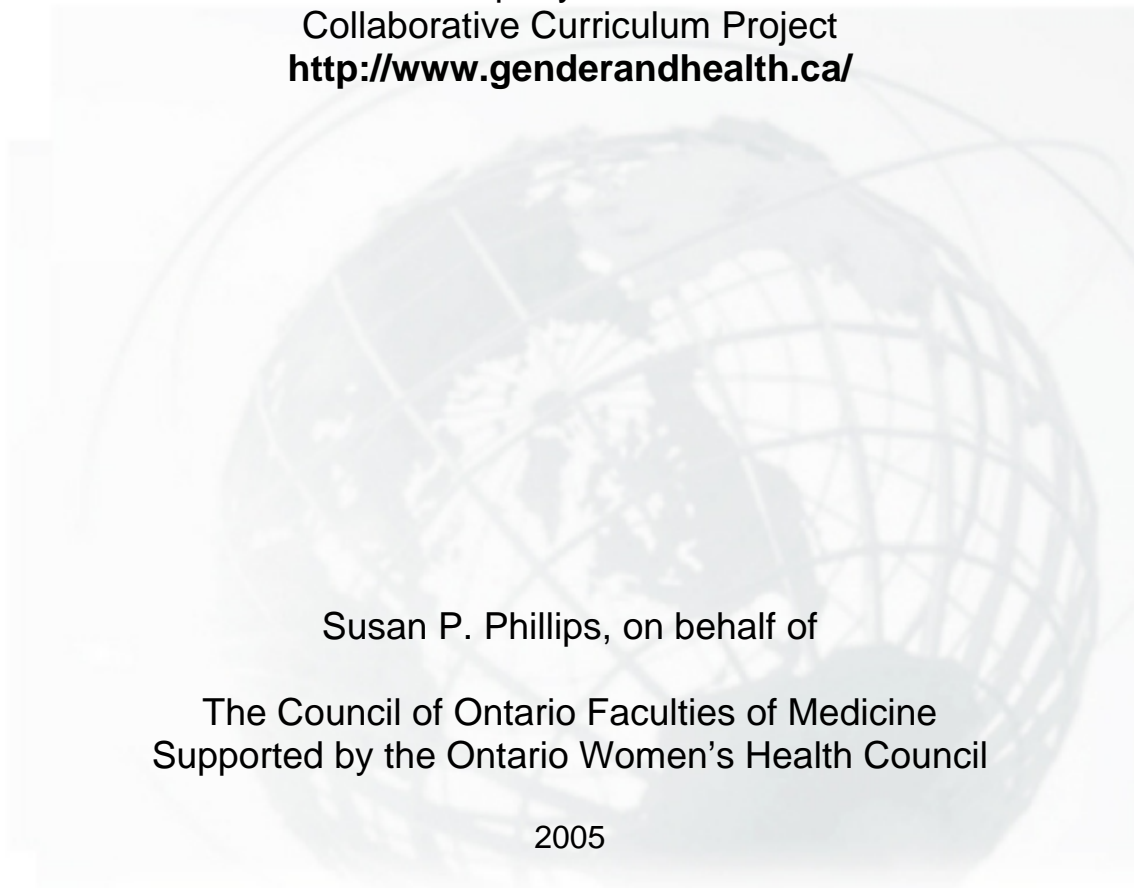 Collaborative Curriculum Project
http://www.genderandhealth.ca/
Susan P. Phillips, on behalf of
The Council of Ontario Faculties of Medicine
Supported by the Ontario Women's Health Council
2005